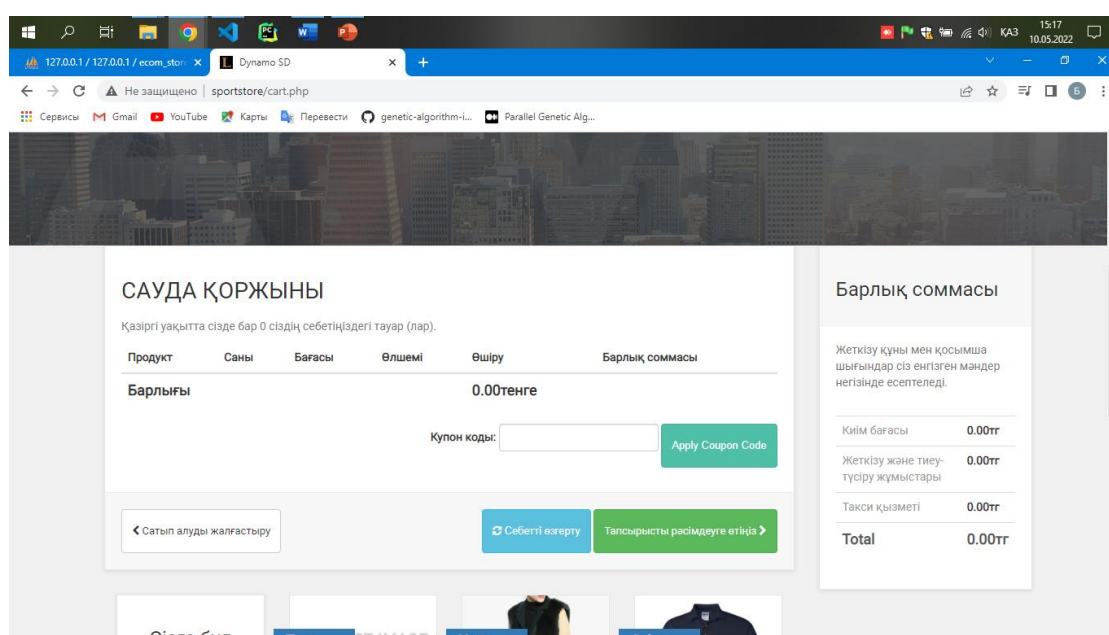 15:17
ҚАЗ
10.05.2022
127.0.0.1 / 127.0.0.1 / ecom_stor
Dynamo SD
Не защищено | sportstore/cart.php
Б
Сервисы Gmail YouTube Карты Перевести genetic-algorithm-i... Parallel Genetic Alg...
САУДА ҚОРЖЫНЫ
Қазіргі уақытта сізде бар 0 сіздің себетіңіздегі тауар (лар).
Продукт Саны Бағасы Өлшемі Өшіру Барлық соммасы
Барлығы 0.00тенге
Купон коды: Apply Coupon Code
Сатып алуды жалғастыру Себетті өзгерту Тапсырысты рәсімдеуге өтіңіз
Барлық соммасы
Жеткізу құны мен қосымша
шығындар сіз енгізген мәндер
негізінде есептеледі.
Киім бағасы 0.00тг
Жеткізу және тиеу- 0.00тг
түсіру жұмыстары
Такси қызметі 0.00тг
Total 0.00тг